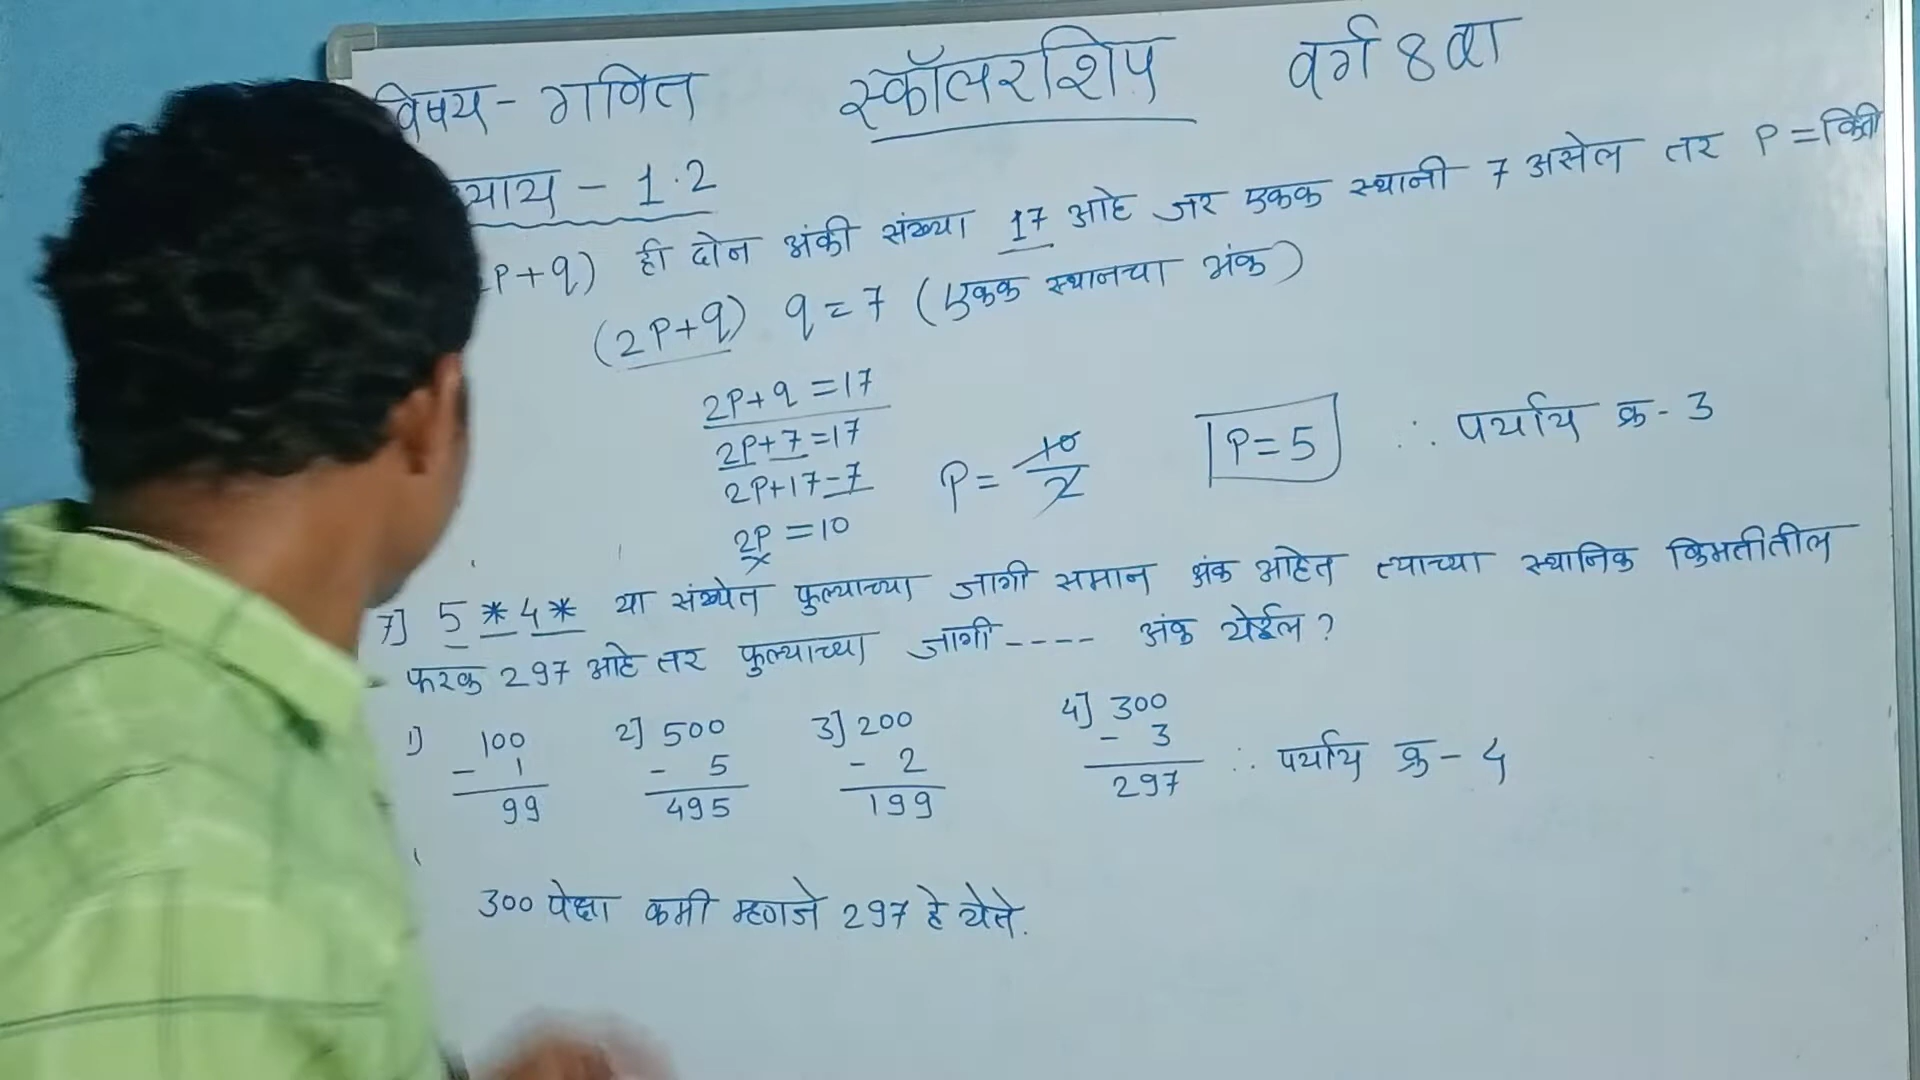 विषय - गणित स्कॉलरशिप वर्ग 8 वा
याय - 1.2
P+q) ही दोन अंकी संख्या 17 आहे जर एकक स्थानी 7 असेल तर P = किती
(2P+q) q = 7 (एकक स्थानचा अंक)
2P+q =17
2P+7 =17
2P+17-7
2P =10
P= 10/2
P=5 ∴ पर्याय क्र - 3
7] 5 * 4 * या संख्येत फुल्याच्या जागी समान अंक आहेत त्याच्या स्थानिक किमतीतील
फरक 297 आहे तर फुल्याच्या जागी ---- अंक येईल ?
1) 100 - 1 99
2] 500 - 5 495
3] 200 - 2 199
4] 300 - 3 297 ∴ पर्याय क्र - 4
300 पेक्षा कमी म्हणजे 297 हे येते.